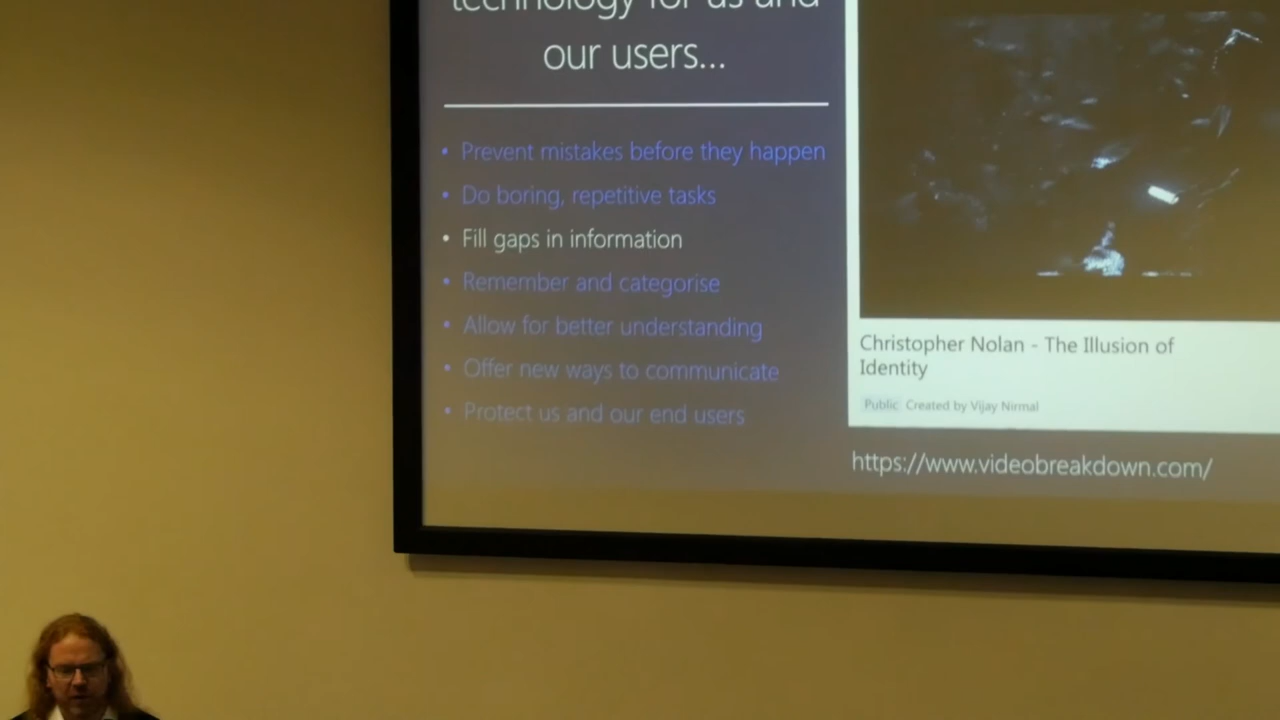 technology for us and
our users...
• Prevent mistakes before they happen
• Do boring, repetitive tasks
• Fill gaps in information
• Remember and categorise
• Allow for better understanding
• Offer new ways to communicate
• Protect us and our end users
Christopher Nolan - The Illusion of
Identity
Public Created by Vijay Nirmal
https://www.videobreakdown.com/